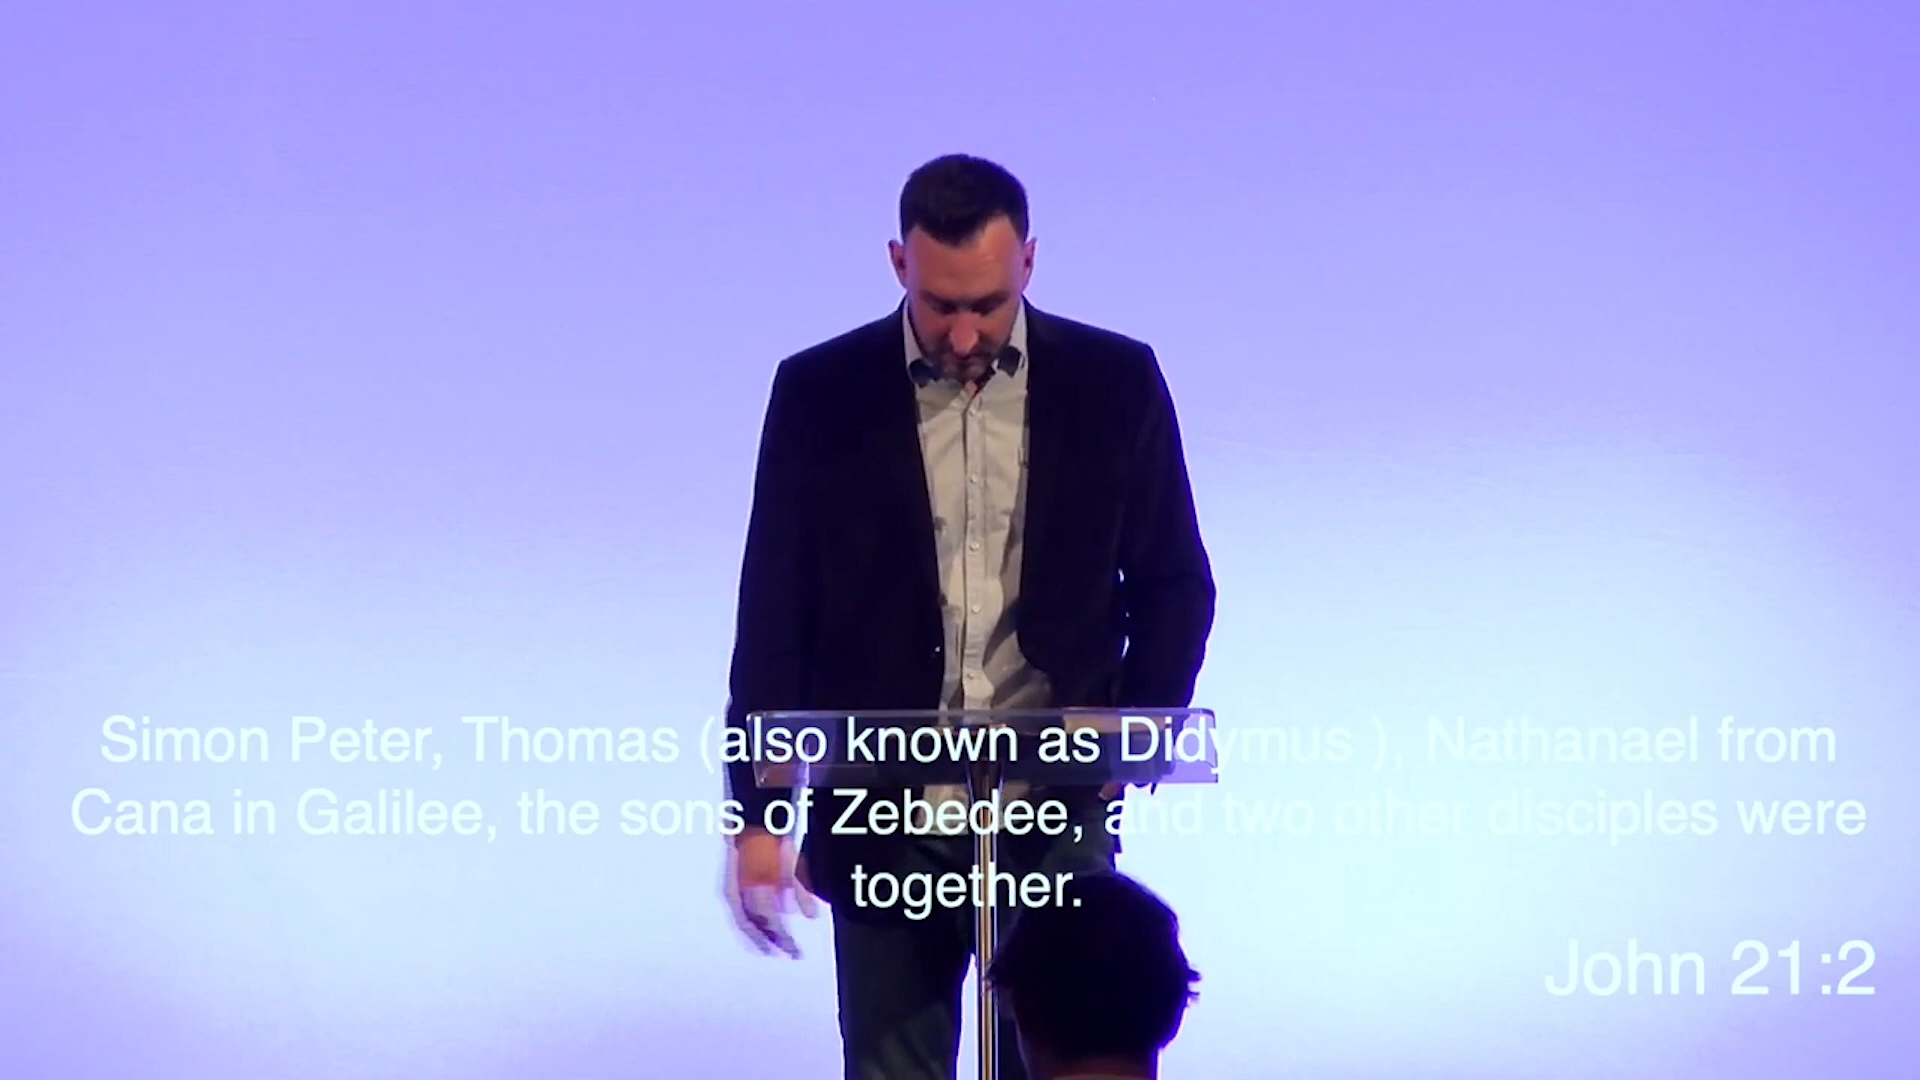 Simon Peter, Thomas (also known as Didymus ), Nathanael from
Cana in Galilee, the sons of Zebedee, and two other disciples were
together.
John 21:2